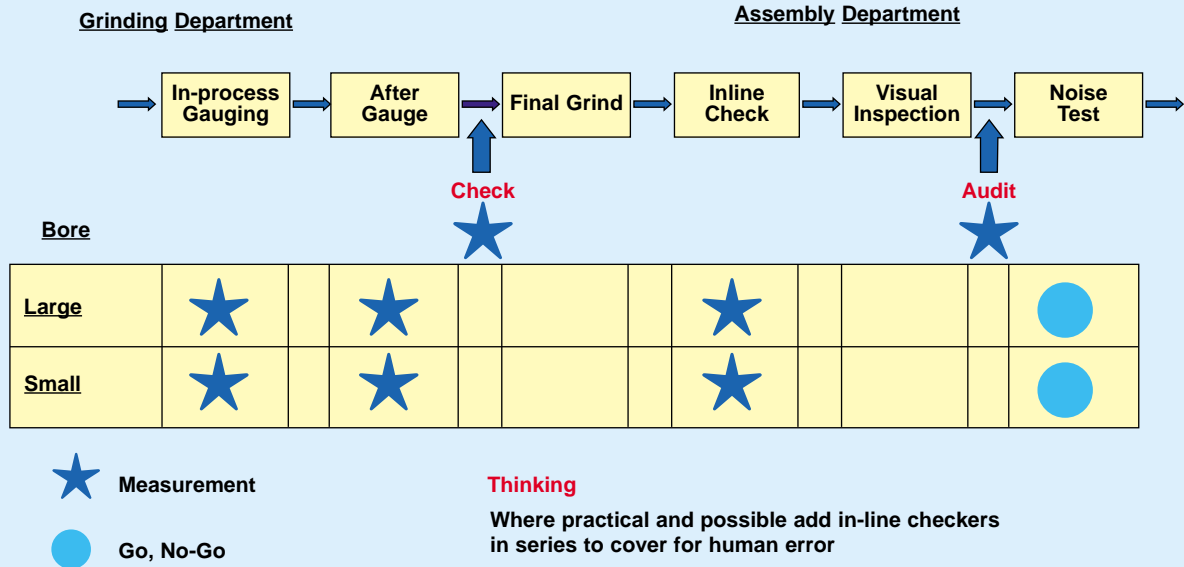 Grinding Department
Assembly Department
In-process
Gauging
After
Gauge
Final Grind
Inline
Check
Visual
Inspection
Noise
Test
Check
Audit
Bore
Large
Small
Measurement
Go, No-Go
Thinking
Where practical and possible add in-line checkers
in series to cover for human error